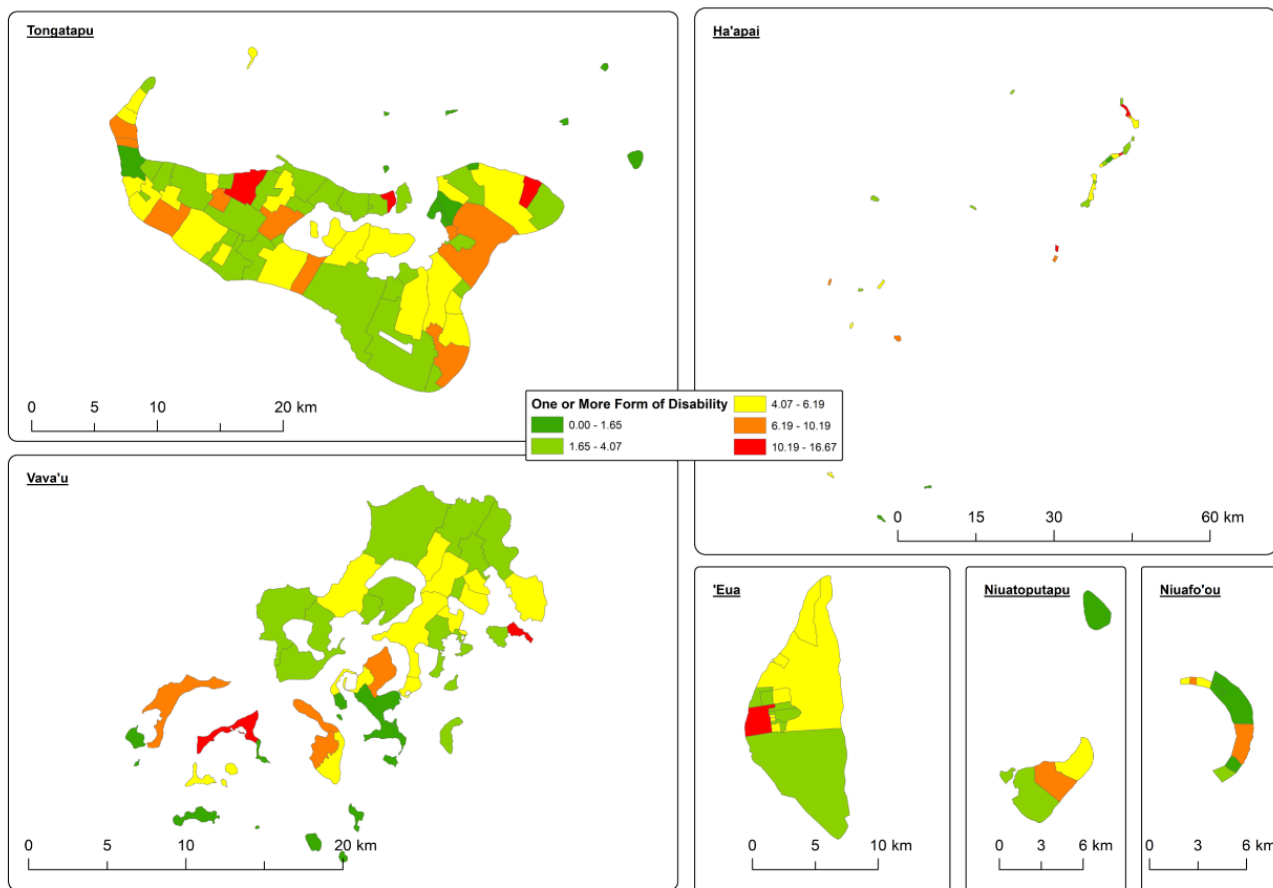 Tongatapu
0 5 10 20 km
Ha'apai
0 15 30 60 km
One or More Form of Disability
0.00 - 1.65
1.65 - 4.07
4.07 - 6.19
6.19 - 10.19
10.19 - 16.67
Vava'u
0 10 20 km
'Eua
0 5 10 km
Niuatoputapu
0 3 6 km
Niuafo'ou
0 3 6 km